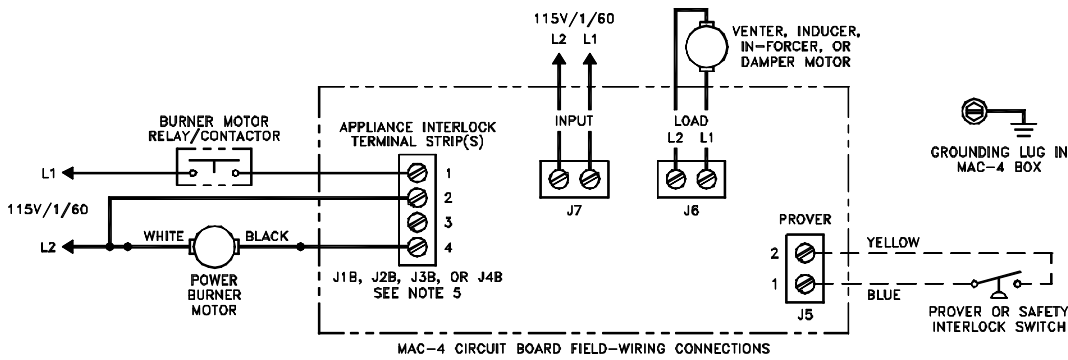 115V/1/60
L2 L1
VENTER, INDUCER,
IN-FORCER, OR
DAMPER MOTOR
BURNER MOTOR
RELAY/CONTACTOR
APPLIANCE INTERLOCK
TERMINAL STRIP(S)
INPUT
LOAD
L2 L1
GROUNDING LUG IN
MAC-4 BOX
L1
1
2
3
4
115V/1/60
L2
WHITE
BLACK
POWER
BURNER
MOTOR
J7
J6
J1B, J2B, J3B, OR J4B
SEE NOTE 5
PROVER
2
1
J5
YELLOW
BLUE
PROVER OR SAFETY
INTERLOCK SWITCH
MAC-4 CIRCUIT BOARD FIELD-WIRING CONNECTIONS